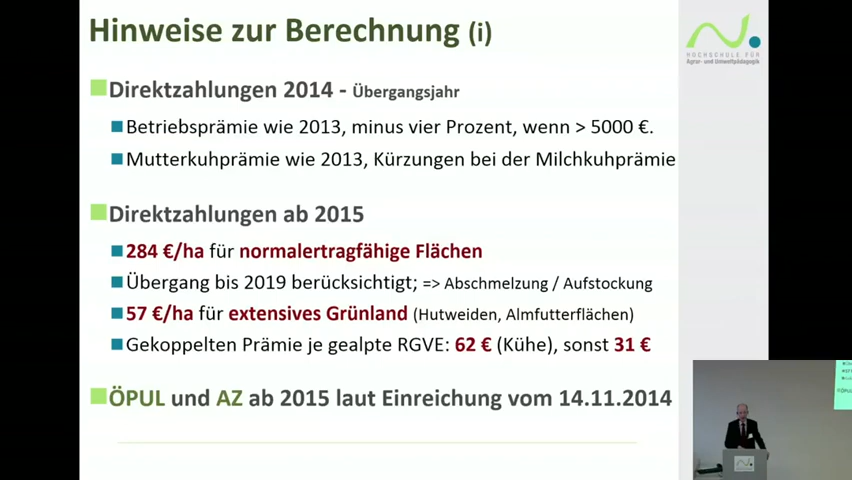 Hinweise zur Berechnung (i)
HOCHSCHULE FÜR
Agrar- und Umweltpädagogik
Direktzahlungen 2014 - Übergangsjahr
Betriebsprämie wie 2013, minus vier Prozent, wenn > 5000 €.
Mutterkuhprämie wie 2013, Kürzungen bei der Milchkuhprämie
Direktzahlungen ab 2015
284 €/ha für normalertragfähige Flächen
Übergang bis 2019 berücksichtigt; => Abschmelzung / Aufstockung
57 €/ha für extensives Grünland (Hutweiden, Almfutterflächen)
Gekoppelten Prämie je gealpte RGVE: 62 € (Kühe), sonst 31 €
ÖPUL und AZ ab 2015 laut Einreichung vom 14.11.2014